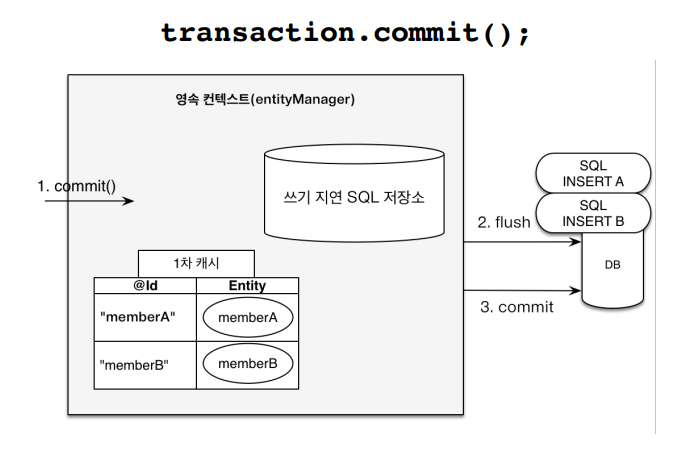 transaction.commit();
영속 컨텍스트(entityManager)
1. commit()
쓰기 지연 SQL 저장소
SQL
INSERT A
SQL
INSERT B
2. flush
DB
3. commit
1차 캐시
@Id Entity
"memberA" memberA
"memberB" memberB